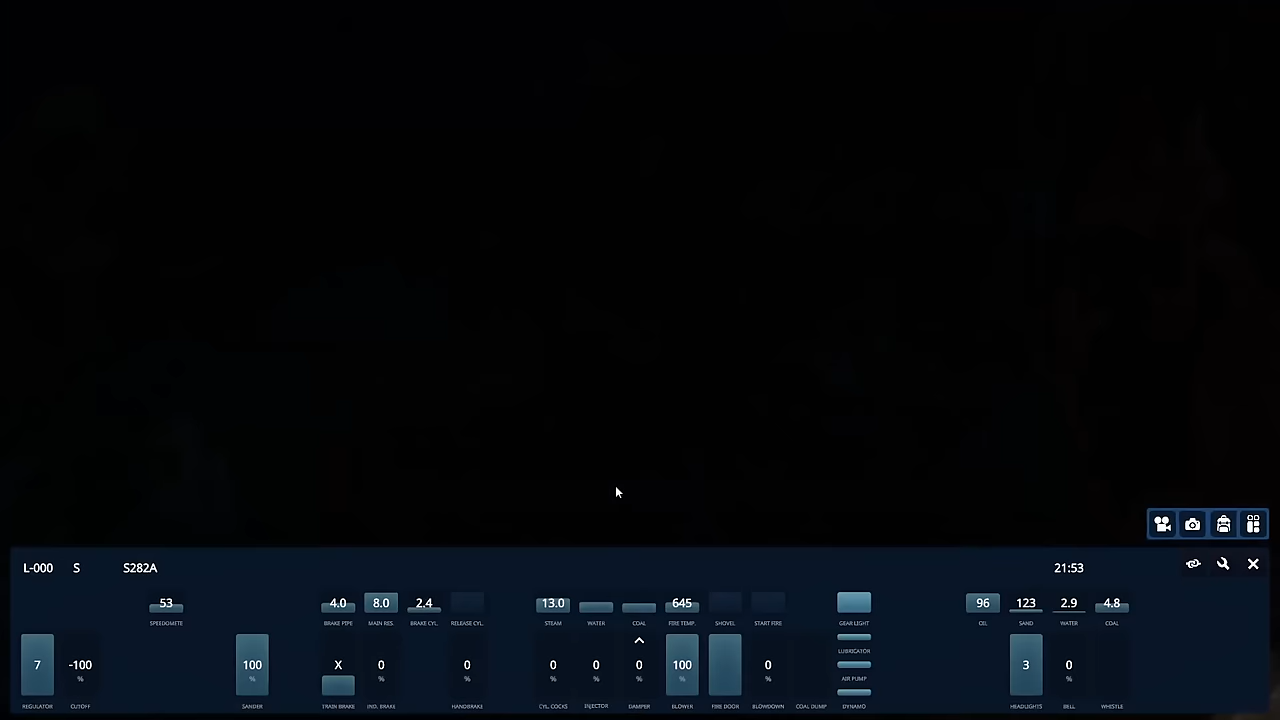 L-000 S S282A 21:53
53 4.0 8.0 2.4 13.0 645 96 123 2.9 4.8
SPEEDOMETE BRAKE PIPE MAIN RES. BRAKE CYL. RELEASE CYL. STEAM WATER COAL FIRE TEMP. SHOVEL START FIRE GEAR LIGHT OIL SAND WATER COAL
LUBRICATOR
7 -100 % 100 % X 0 % 0 % 0 % 0 % 0 % 100 % 0 % 3 0 %
AIR PUMP
REGULATOR CUTOFF SANDER TRAIN BRAKE IND. BRAKE HANDBRAKE CYL. COCKS INJECTOR DAMPER BLOWER FIRE DOOR BLOWDOWN COAL DUMP DYNAMO HEADLIGHTS BELL WHISTLE